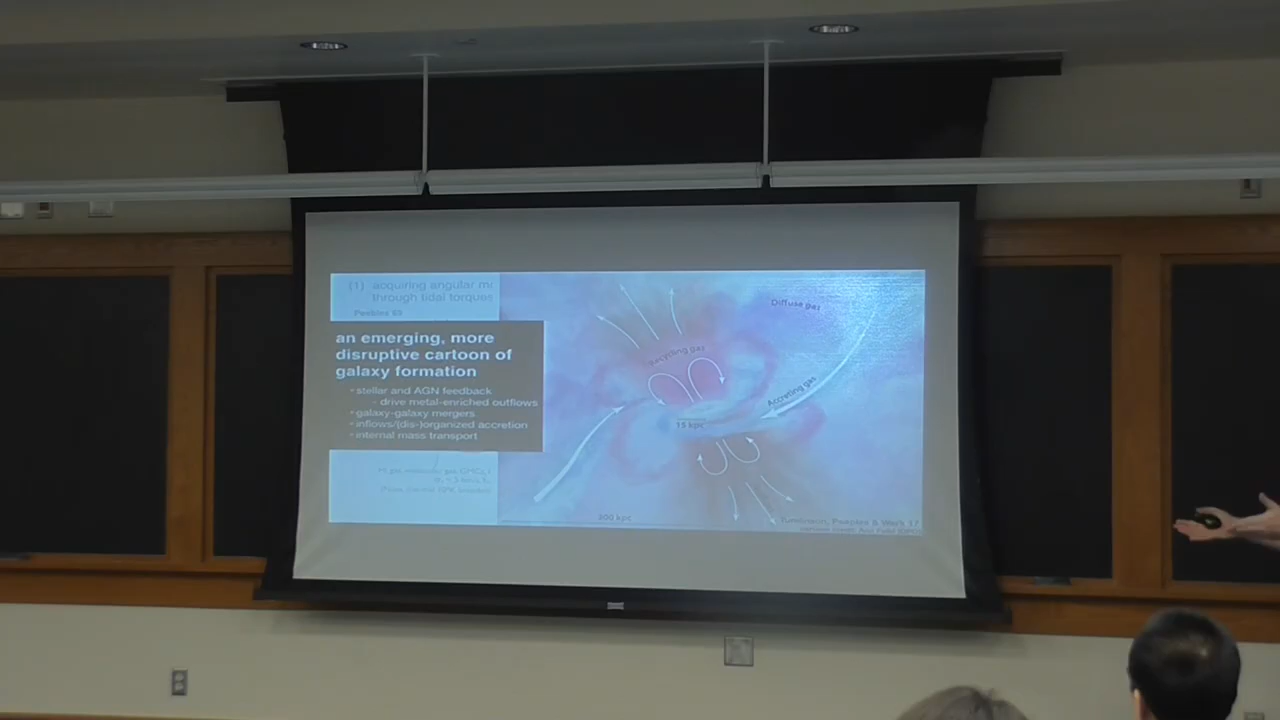 (1) acquiring angular m
through tidal torques
Peebles 69
an emerging, more
disruptive cartoon of
galaxy formation
• stellar and AGN feedback
- drive metal-enriched outflows
• galaxy-galaxy mergers
• inflows/(dis-)organized accretion
• internal mass transport
Diffuse gas
Recycling gas
Accreting gas
15 kpc
200 kpc
Tumlinson, Peeples & Werk 17